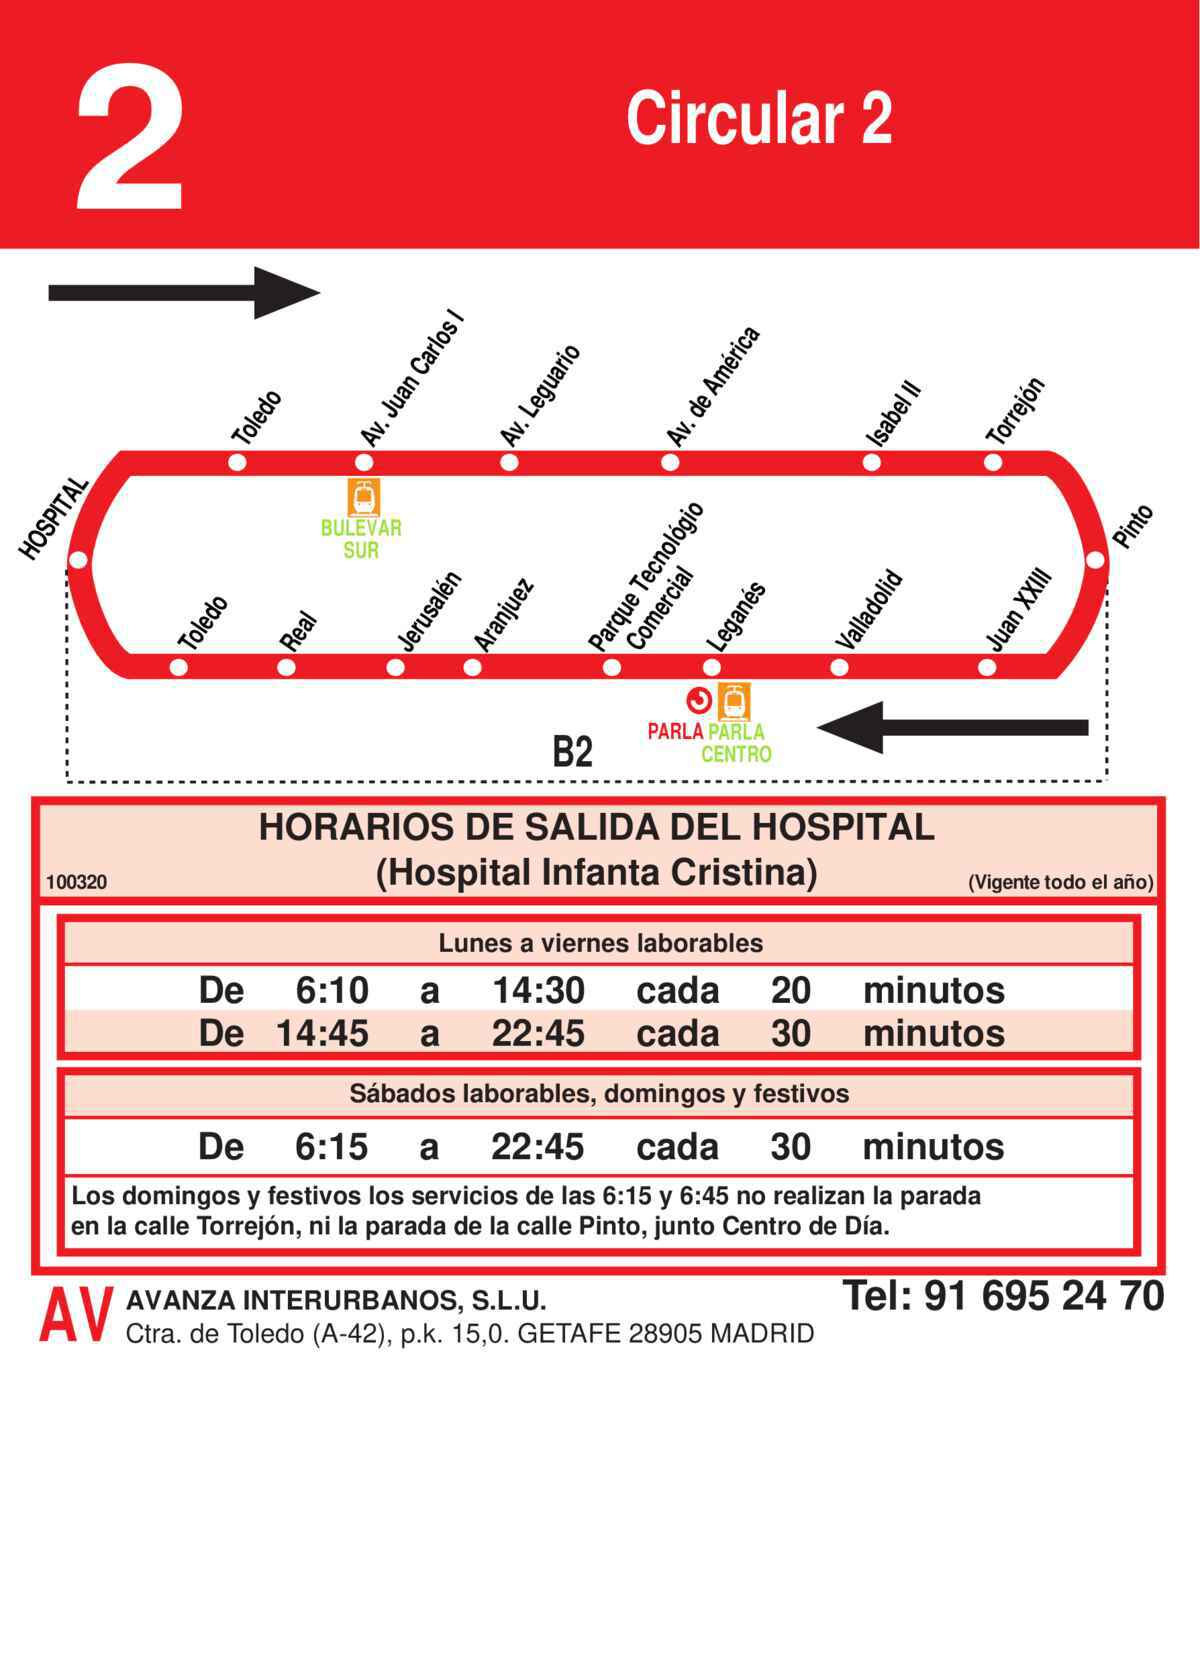 2
Circular 2
HOSPITAL
Toledo
Av. Juan Carlos I
Av. Leguario
Av. de América
Isabel II
Torrejón
Pinto
BULEVAR
SUR
Toledo
Real
Jerusalén
Aranjuez
Parque Tecnológio
Comercial
Leganés
Valladolid
Juan XXIII
PARLA
PARLA
CENTRO
B2
HORARIOS DE SALIDA DEL HOSPITAL
(Hospital Infanta Cristina)
100320
(Vigente todo el año)
Lunes a viernes laborables
De 6:10 a 14:30 cada 20 minutos
De 14:45 a 22:45 cada 30 minutos
Sábados laborables, domingos y festivos
De 6:15 a 22:45 cada 30 minutos
Los domingos y festivos los servicios de las 6:15 y 6:45 no realizan la parada
en la calle Torrejón, ni la parada de la calle Pinto, junto Centro de Día.
AV
AVANZA INTERURBANOS, S.L.U.
Tel: 91 695 24 70
Ctra. de Toledo (A-42), p.k. 15,0. GETAFE 28905 MADRID